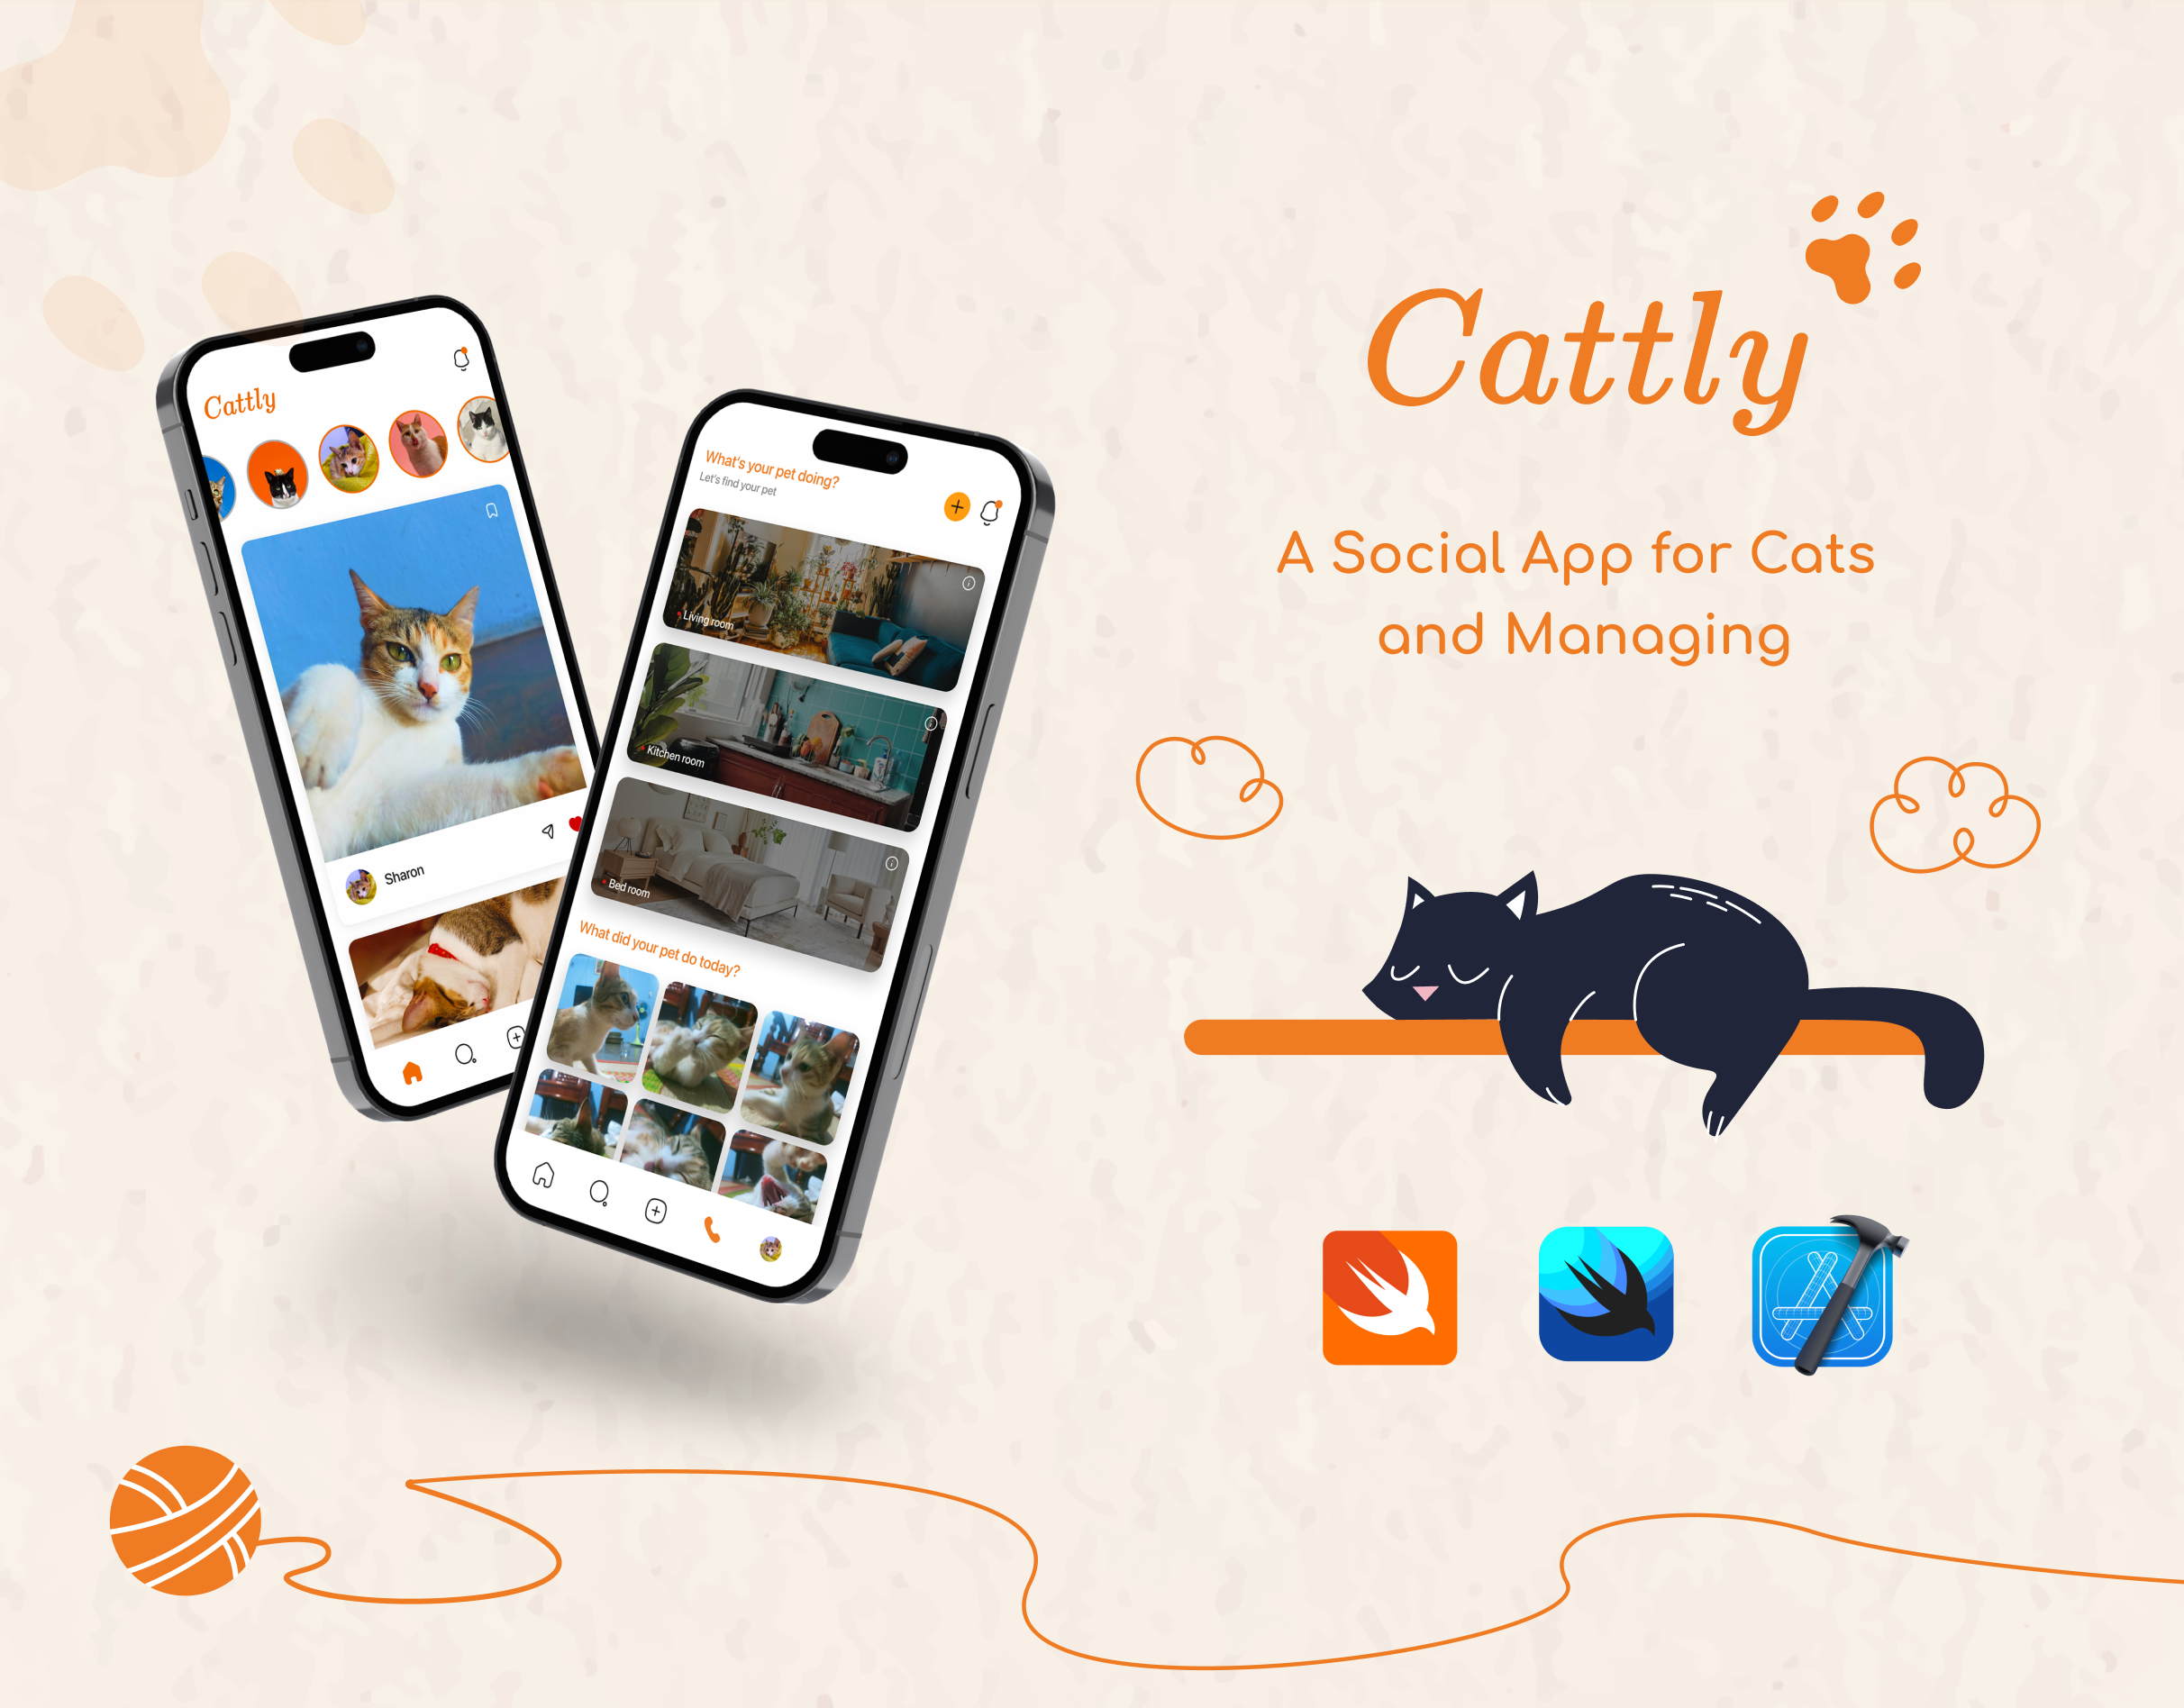 Cattly
Sharon
What's your pet doing?
Let's find your pet
Living room
Kitchen room
Bed room
What did your pet do today?
Cattly
A Social App for Cats
and Managing